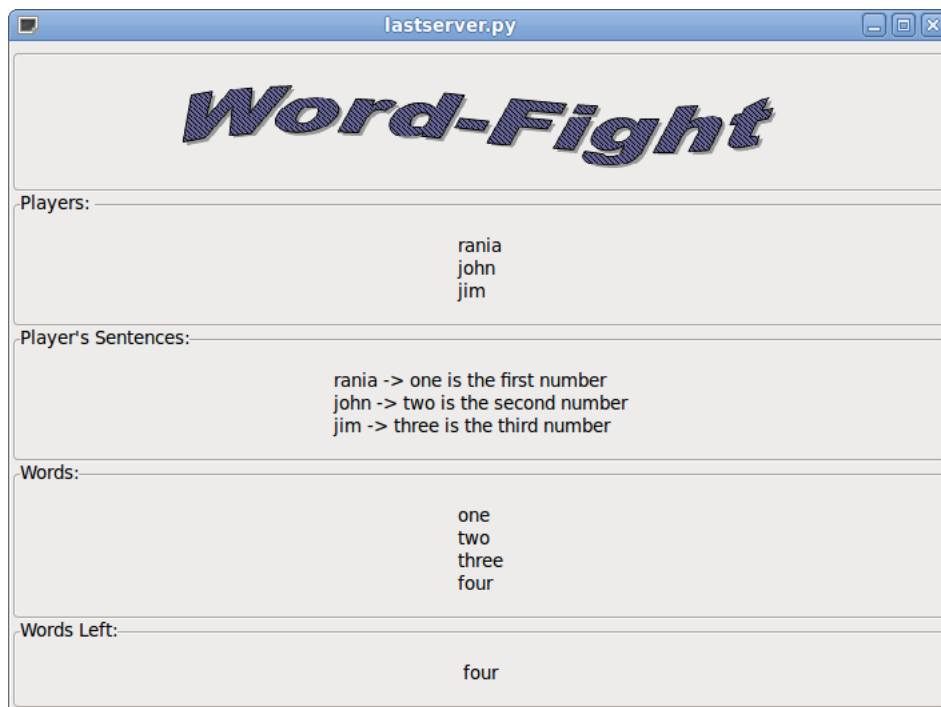 lastserver.py
Word-Fight
Players:
rania
john
jim
Player's Sentences:
rania -> one is the first number
john -> two is the second number
jim -> three is the third number
Words:
one
two
three
four
Words Left:
four